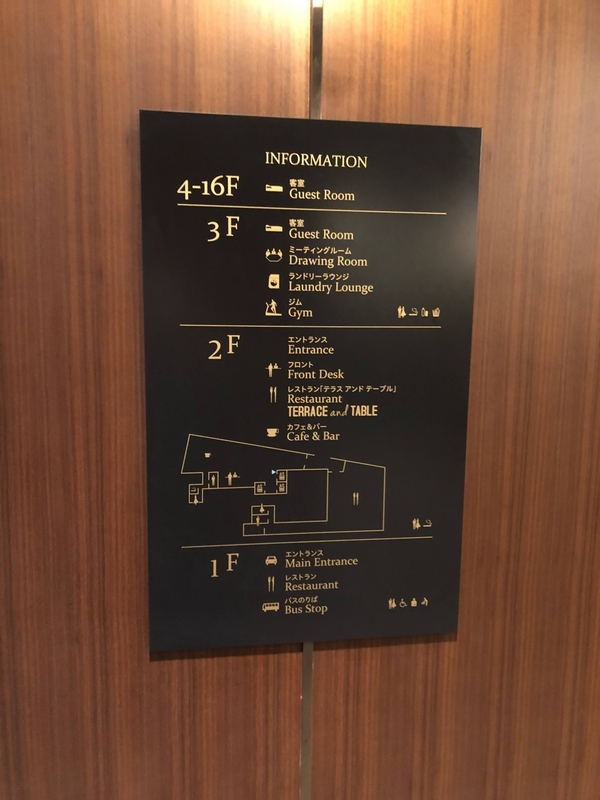 INFORMATION
4-16F
客室
Guest Room
3F
客室
Guest Room
ミーティングルーム
Drawing Room
ランドリーラウンジ
Laundry Lounge
ジム
Gym
2F
エントランス
Entrance
フロント
Front Desk
レストラン「テラス アンド テーブル」
Restaurant
TERRACE and TABLE
カフェ&バー
Cafe & Bar
1F
エントランス
Main Entrance
レストラン
Restaurant
バスのりば
Bus Stop